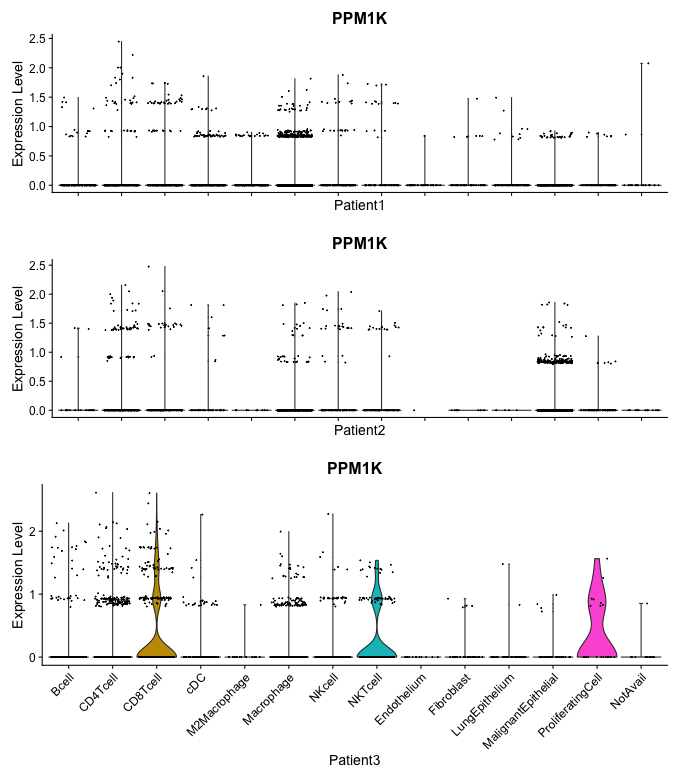 PPM1K
Expression Level
2.5
2.0
1.5
1.0
0.5
0.0
Patient1
PPM1K
Expression Level
2.5
2.0
1.5
1.0
0.5
0.0
Patient2
PPM1K
Expression Level
2
1
0
Bcell
CD4Tcell
CD8Tcell
cDC
M2Macrophage
Macrophage
NKcell
NKTcell
Endothelium
Fibroblast
LungEpithelium
MalignantEpithelial
ProliferatingCell
NotAvail
Patient3